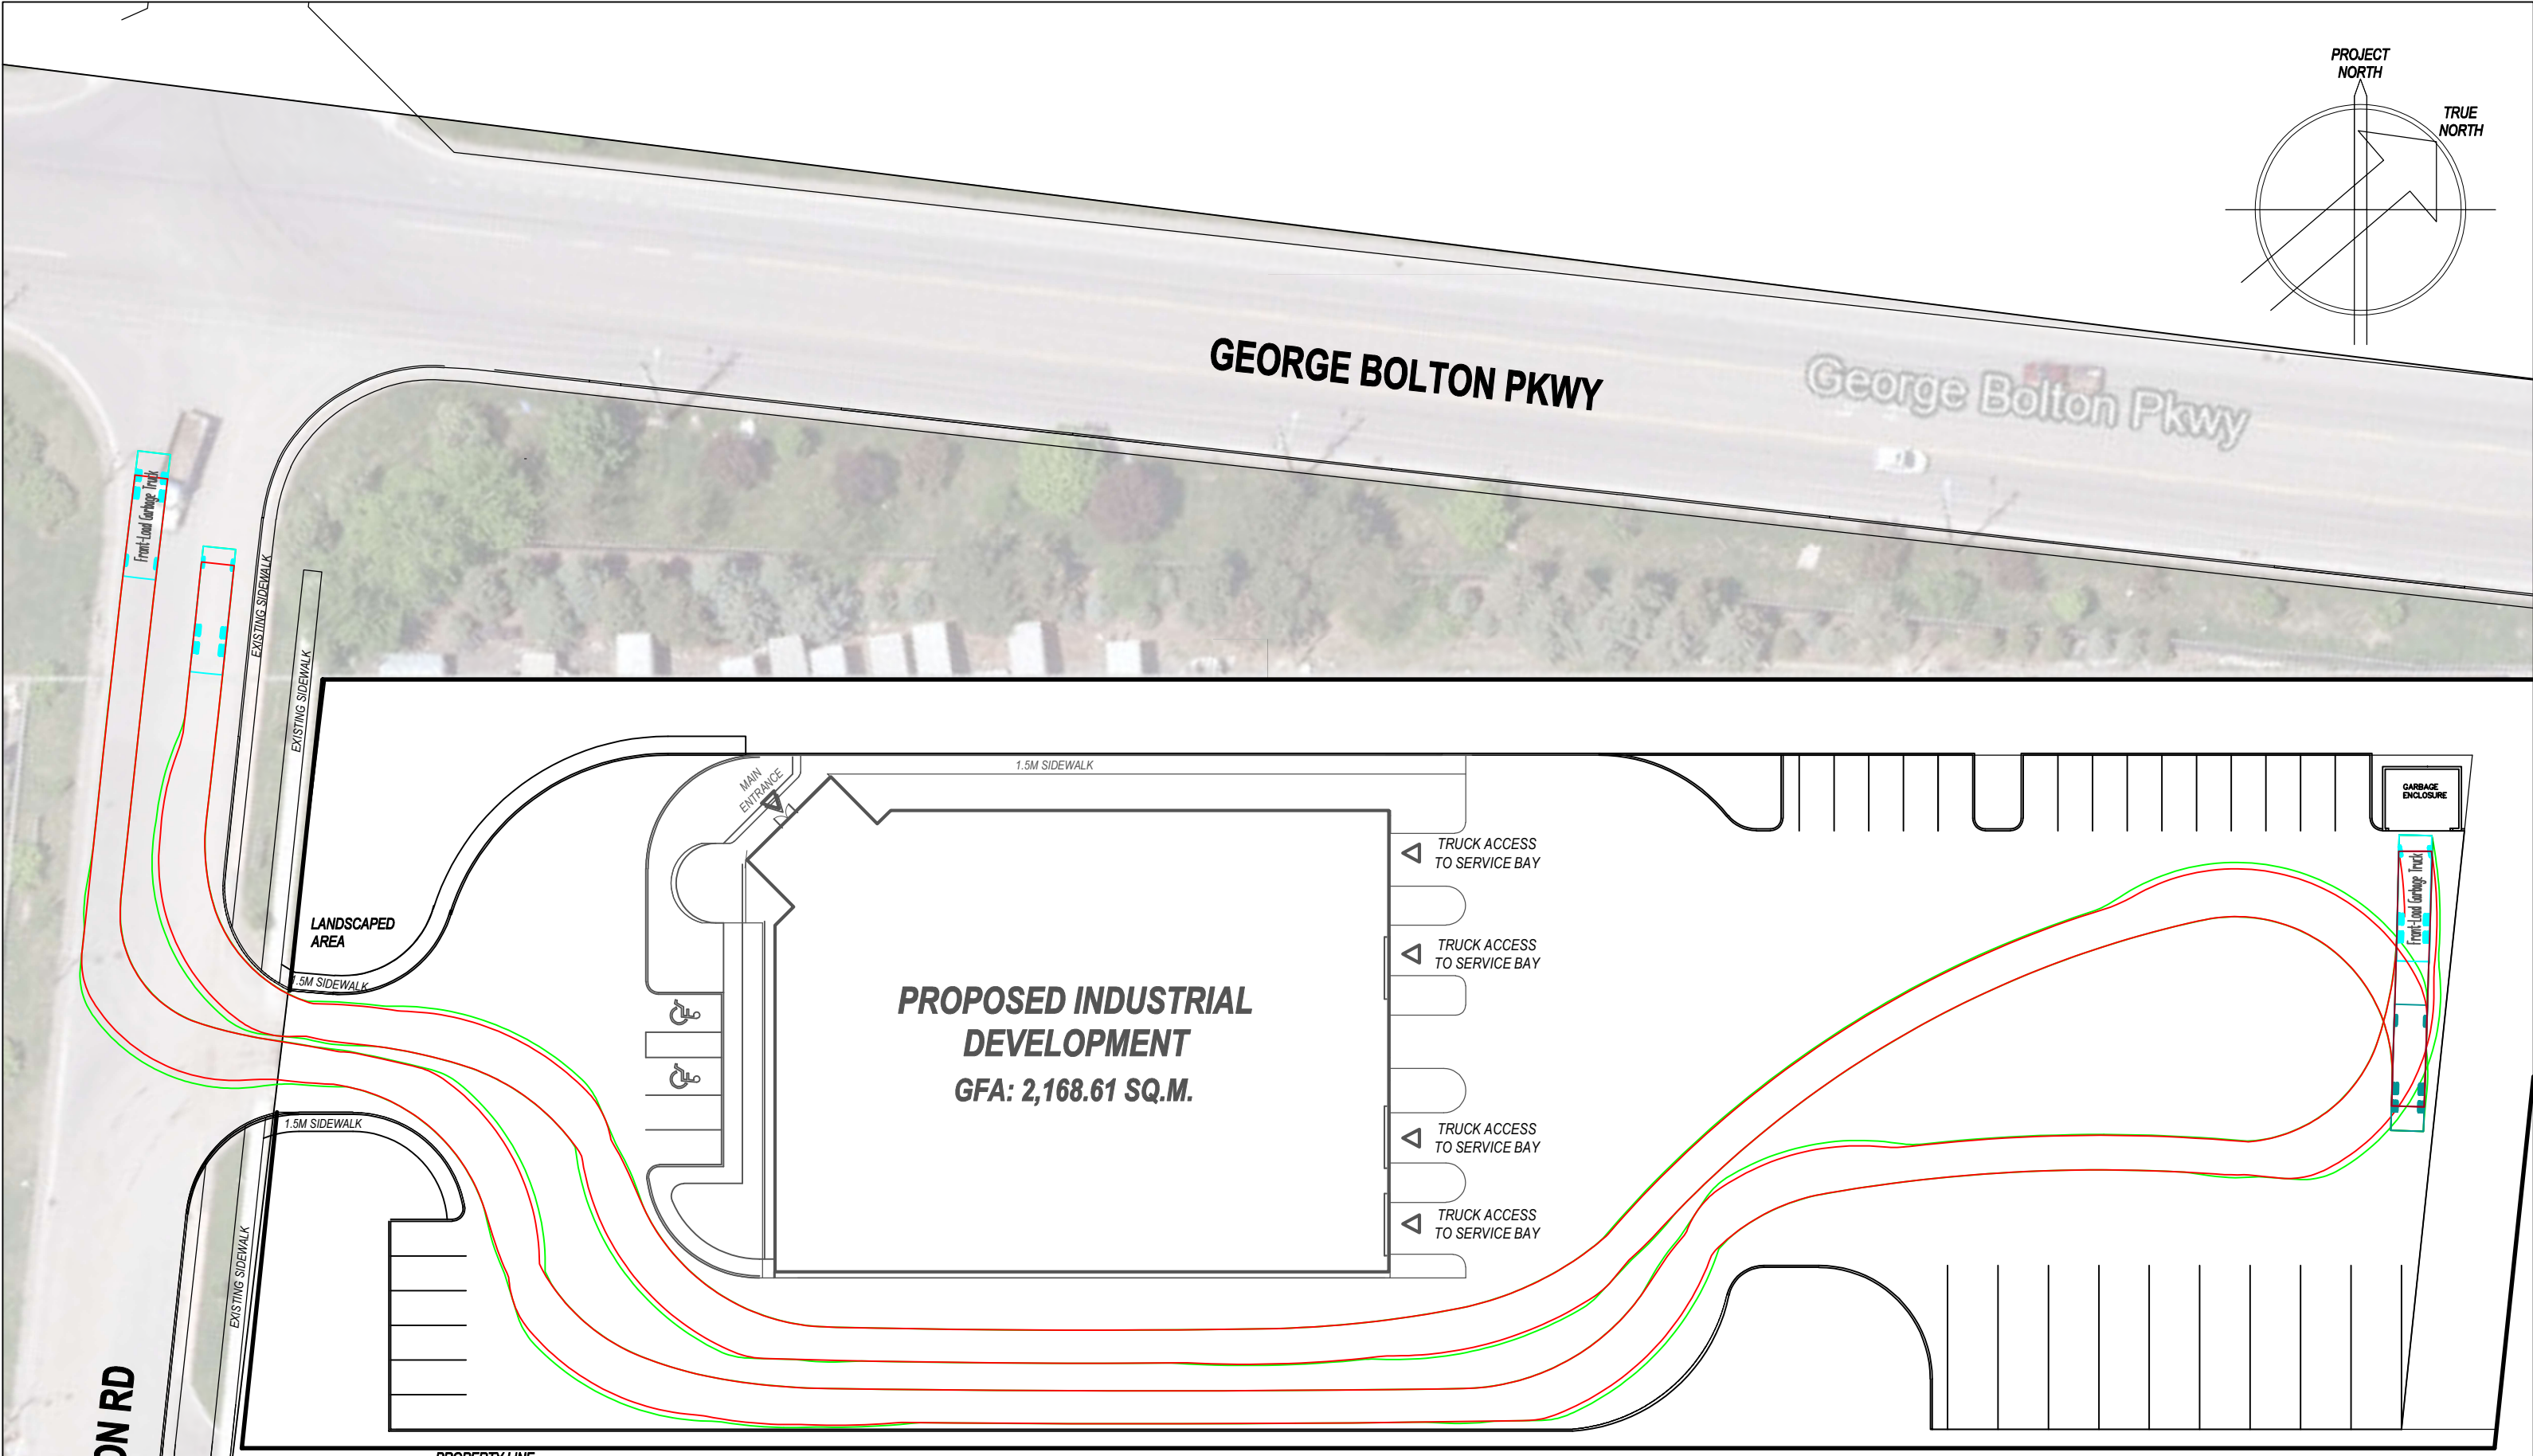 PROJECT
NORTH
TRUE
NORTH
GEORGE BOLTON PKWY
George Bolton Pkwy
Front-Load Garbage Truck
EXISTING SIDEWALK
EXISTING SIDEWALK
MAIN
ENTRANCE
1.5M SIDEWALK
GARBAGE
ENCLOSURE
TRUCK ACCESS
TO SERVICE BAY
Front-Load Garbage Truck
LANDSCAPED
AREA
TRUCK ACCESS
TO SERVICE BAY
1.5M SIDEWALK
PROPOSED INDUSTRIAL
DEVELOPMENT
GFA: 2,168.61 SQ.M.
1.5M SIDEWALK
TRUCK ACCESS
TO SERVICE BAY
TRUCK ACCESS
TO SERVICE BAY
EXISTING SIDEWALK
ON RD
PROPERTY LINE